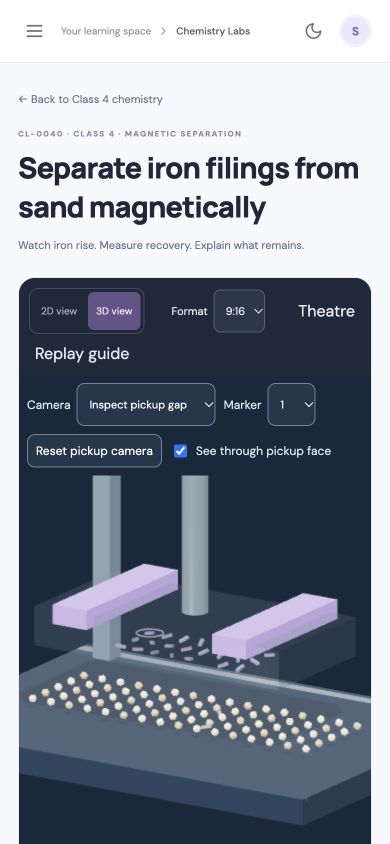 Your learning space > Chemistry Labs S
← Back to Class 4 chemistry
CL-0040 · CLASS 4 · MAGNETIC SEPARATION
Separate iron filings from
sand magnetically
Watch iron rise. Measure recovery. Explain what remains.
2D view 3D view Format 9:16 Theatre
Replay guide
Camera Inspect pickup gap Marker 1
Reset pickup camera See through pickup face